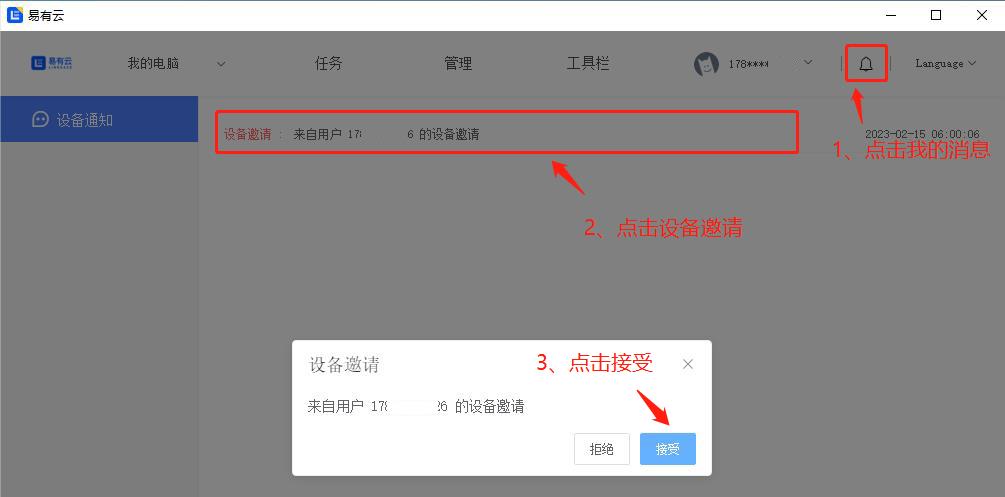 易有云
易有云
LINKEASE
我的电脑
任务
管理
工具栏
178****
Language
设备通知
设备邀请 : 来自用户 178 6 的设备邀请
2023-02-15 06:00:06
1、点击我的消息
2、点击设备邀请
设备邀请
3、点击接受
来自用户 178 26 的设备邀请
拒绝
接受